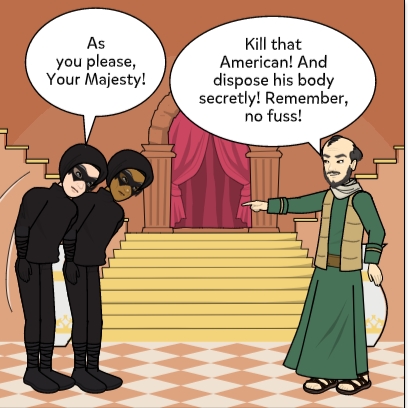 As
you please,
Your Majesty!
Kill that
American! And
dispose his body
secretly! Remember,
no fuss!